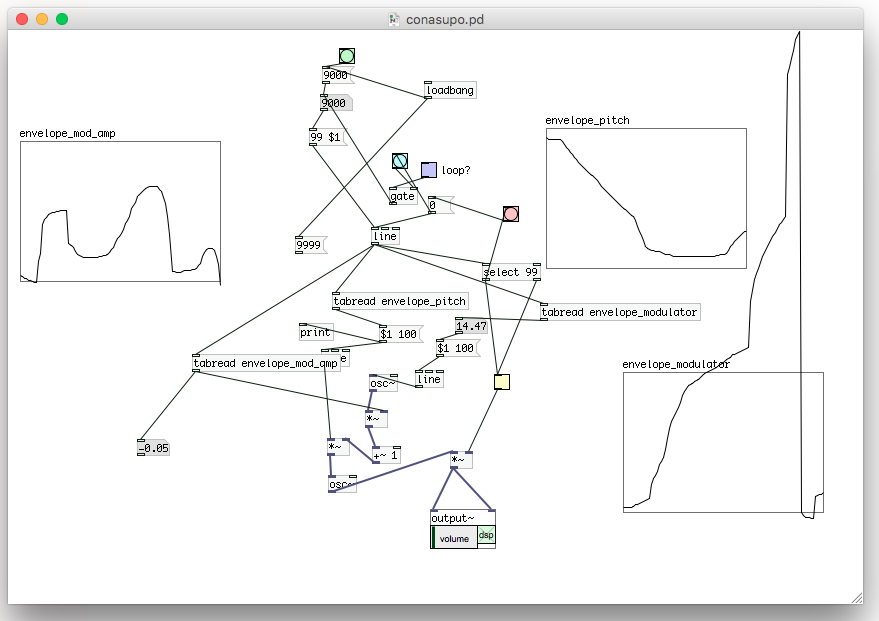 conasupo.pd
9000
loadbang
9000
envelope_pitch
envelope_mod_amp
99 $1
loop?
gate
0
line
9999
select 99
tabread envelope_pitch
tabread envelope_modulator
14.47
print
$1 100
$1 100
e
tabread envelope_mod_amp
envelope_modulator
line
osc~
*~
-0.05
*~
+~ 1
*~
osc~
output~
volume
dsp